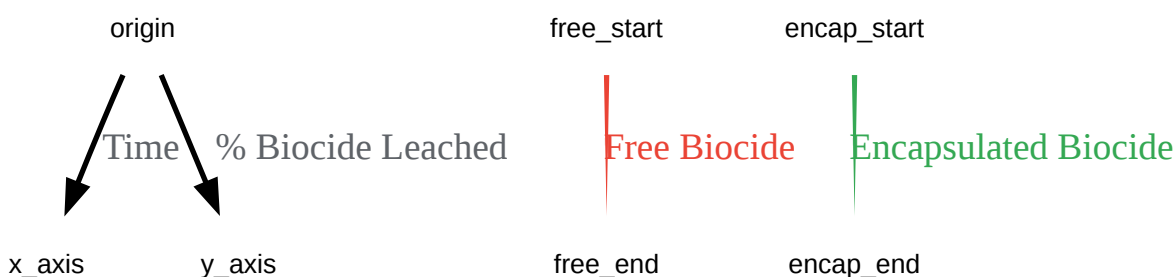 origin
free_start
encap_start
Time
% Biocide Leached
Free Biocide
Encapsulated Biocide
x_axis
y_axis
free_end
encap_end